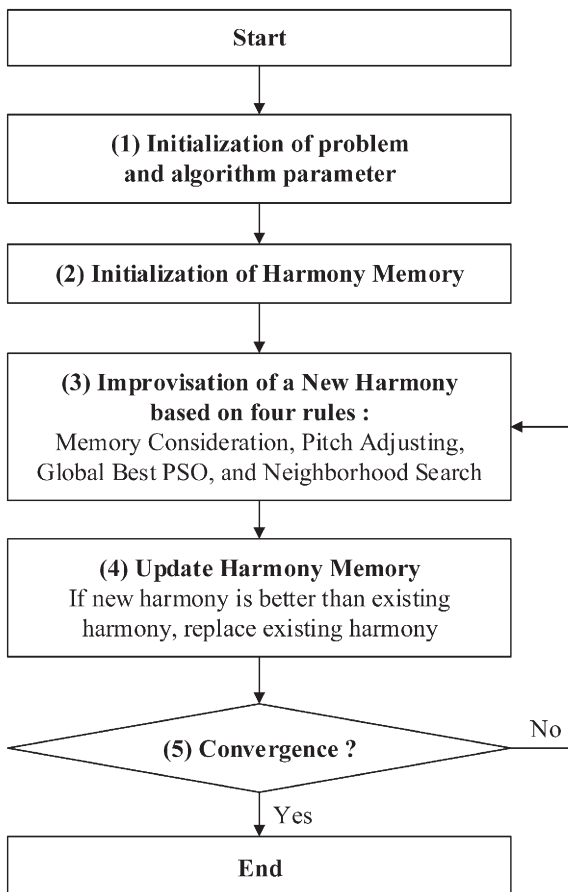 Start
(1) Initialization of problem
and algorithm parameter
(2) Initialization of Harmony Memory
(3) Improvisation of a New Harmony
based on four rules :
Memory Consideration, Pitch Adjusting,
Global Best PSO, and Neighborhood Search
(4) Update Harmony Memory
If new harmony is better than existing
harmony, replace existing harmony
(5) Convergence ?
No
Yes
End